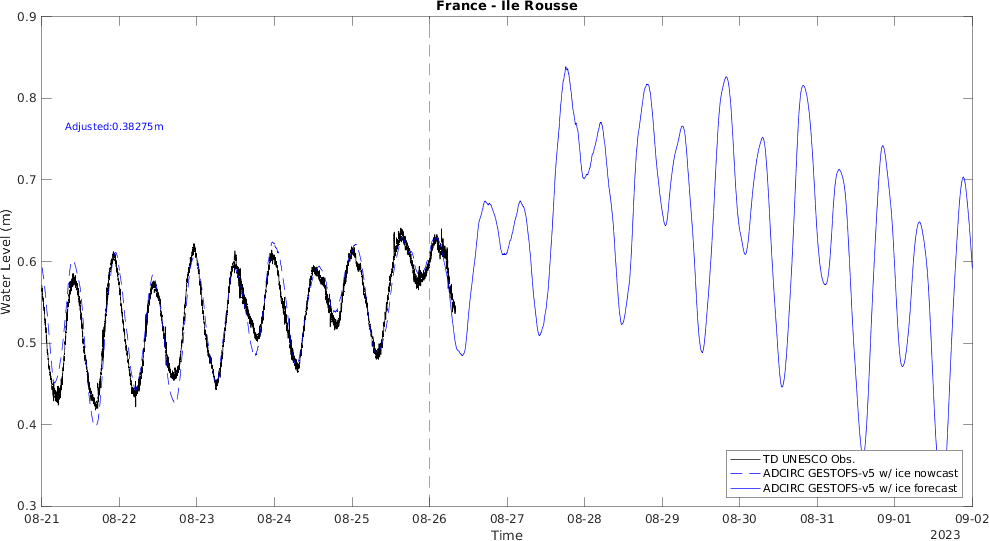 France - Ile Rousse
0.9
0.8
0.7
0.6
0.5
0.4
0.3
Water Level (m)
Adjusted:0.38275m
TD UNESCO Obs.
ADCIRC GESTOFS-v5 w/ ice nowcast
ADCIRC GESTOFS-v5 w/ ice forecast
08-21 08-22 08-23 08-24 08-25 08-26 08-27 08-28 08-29 08-30 08-31 09-01 09-02
Time
2023